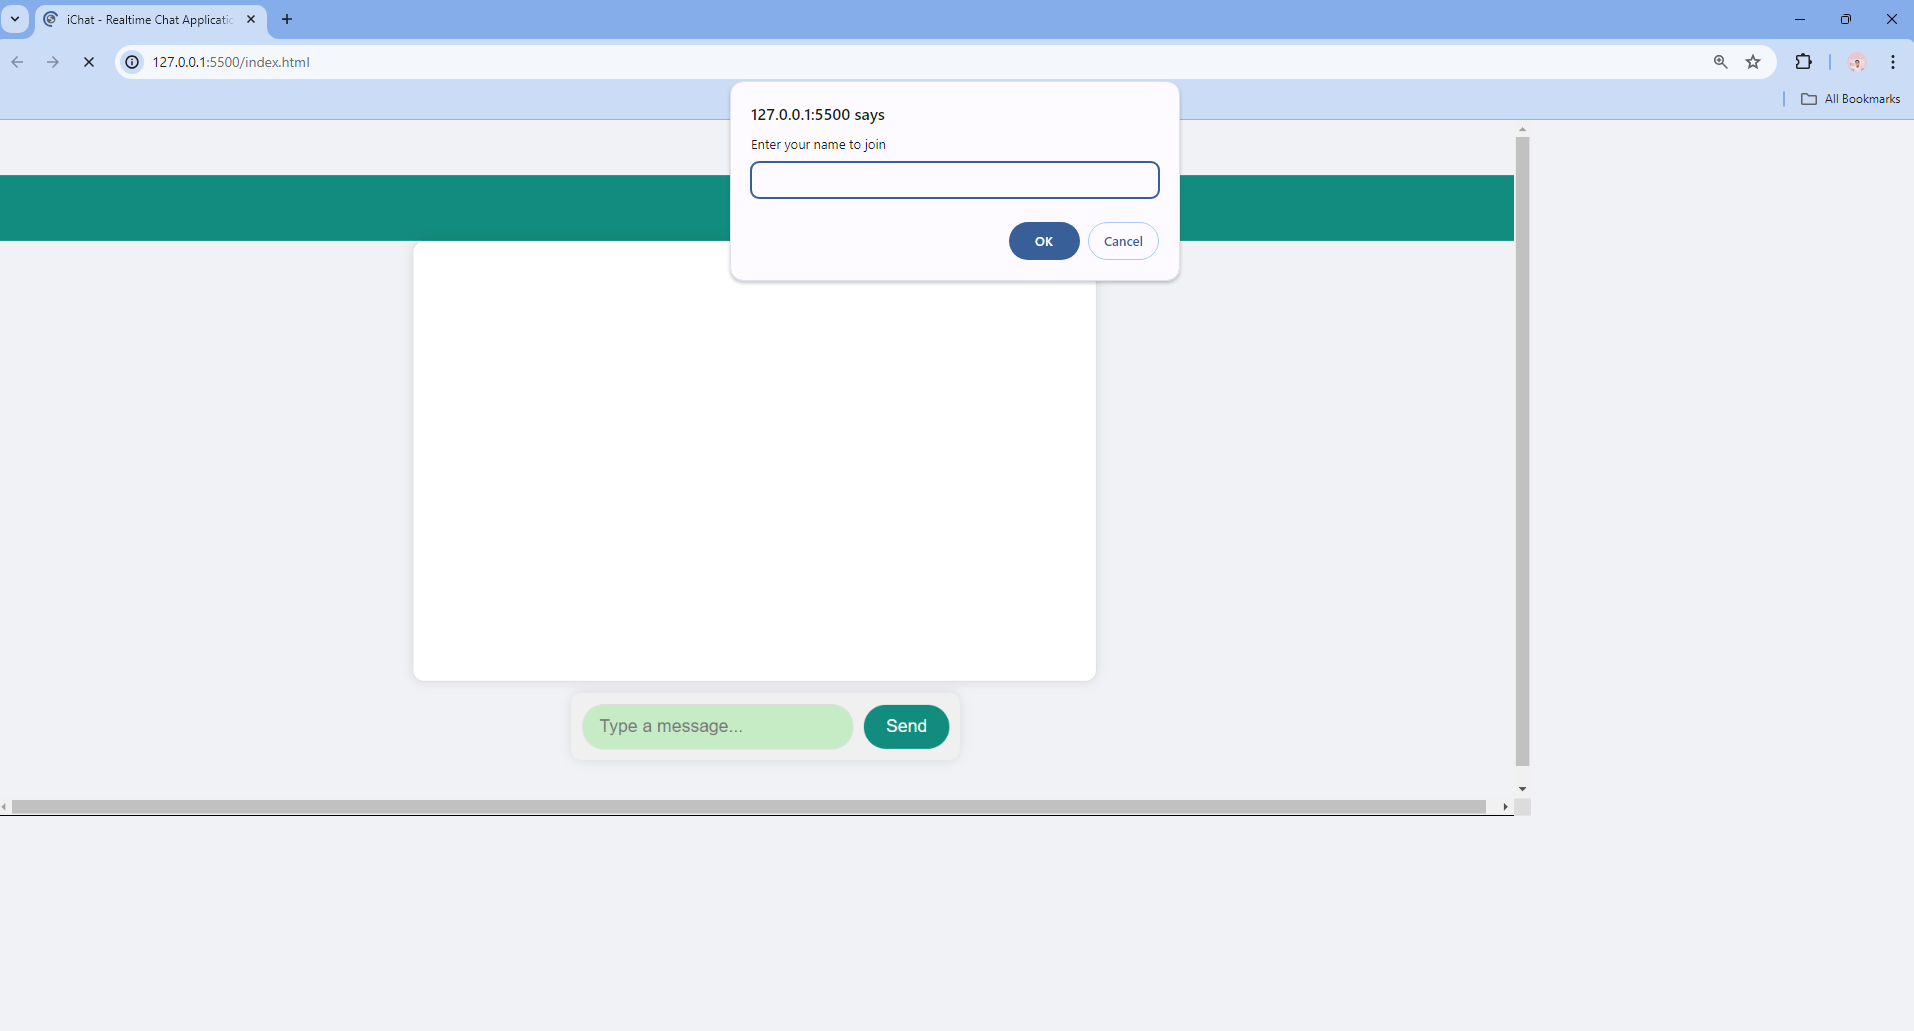 iChat - Realtime Chat Applicatio
127.0.0.1:5500/index.html
All Bookmarks
127.0.0.1:5500 says
Enter your name to join
OK
Cancel
Type a message...
Send